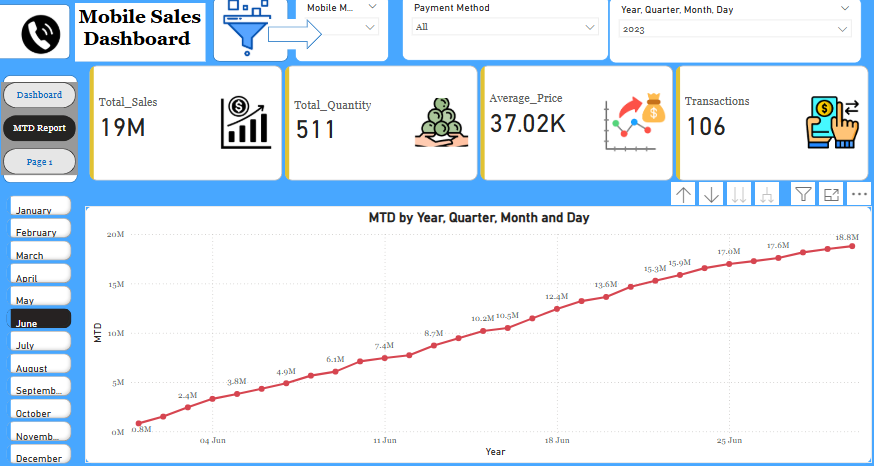 Mobile Sales
Dashboard
Mobile M...
Payment Method
All
Year, Quarter, Month, Day
2023
Dashboard
MTD Report
Page 1
Total_Sales
19M
Total_Quantity
511
Average_Price
37.02K
Transactions
106
January
February
March
April
May
June
July
August
Septemb...
October
Novemb...
December
MTD by Year, Quarter, Month and Day
MTD
20M
15M
10M
5M
0M
0.8M
2.4M
3.8M
4.9M
6.1M
7.4M
8.7M
10.2M
10.5M
12.4M
13.6M
15.3M
15.9M
17.0M
17.6M
18.8M
04 Jun
11 Jun
18 Jun
25 Jun
Year